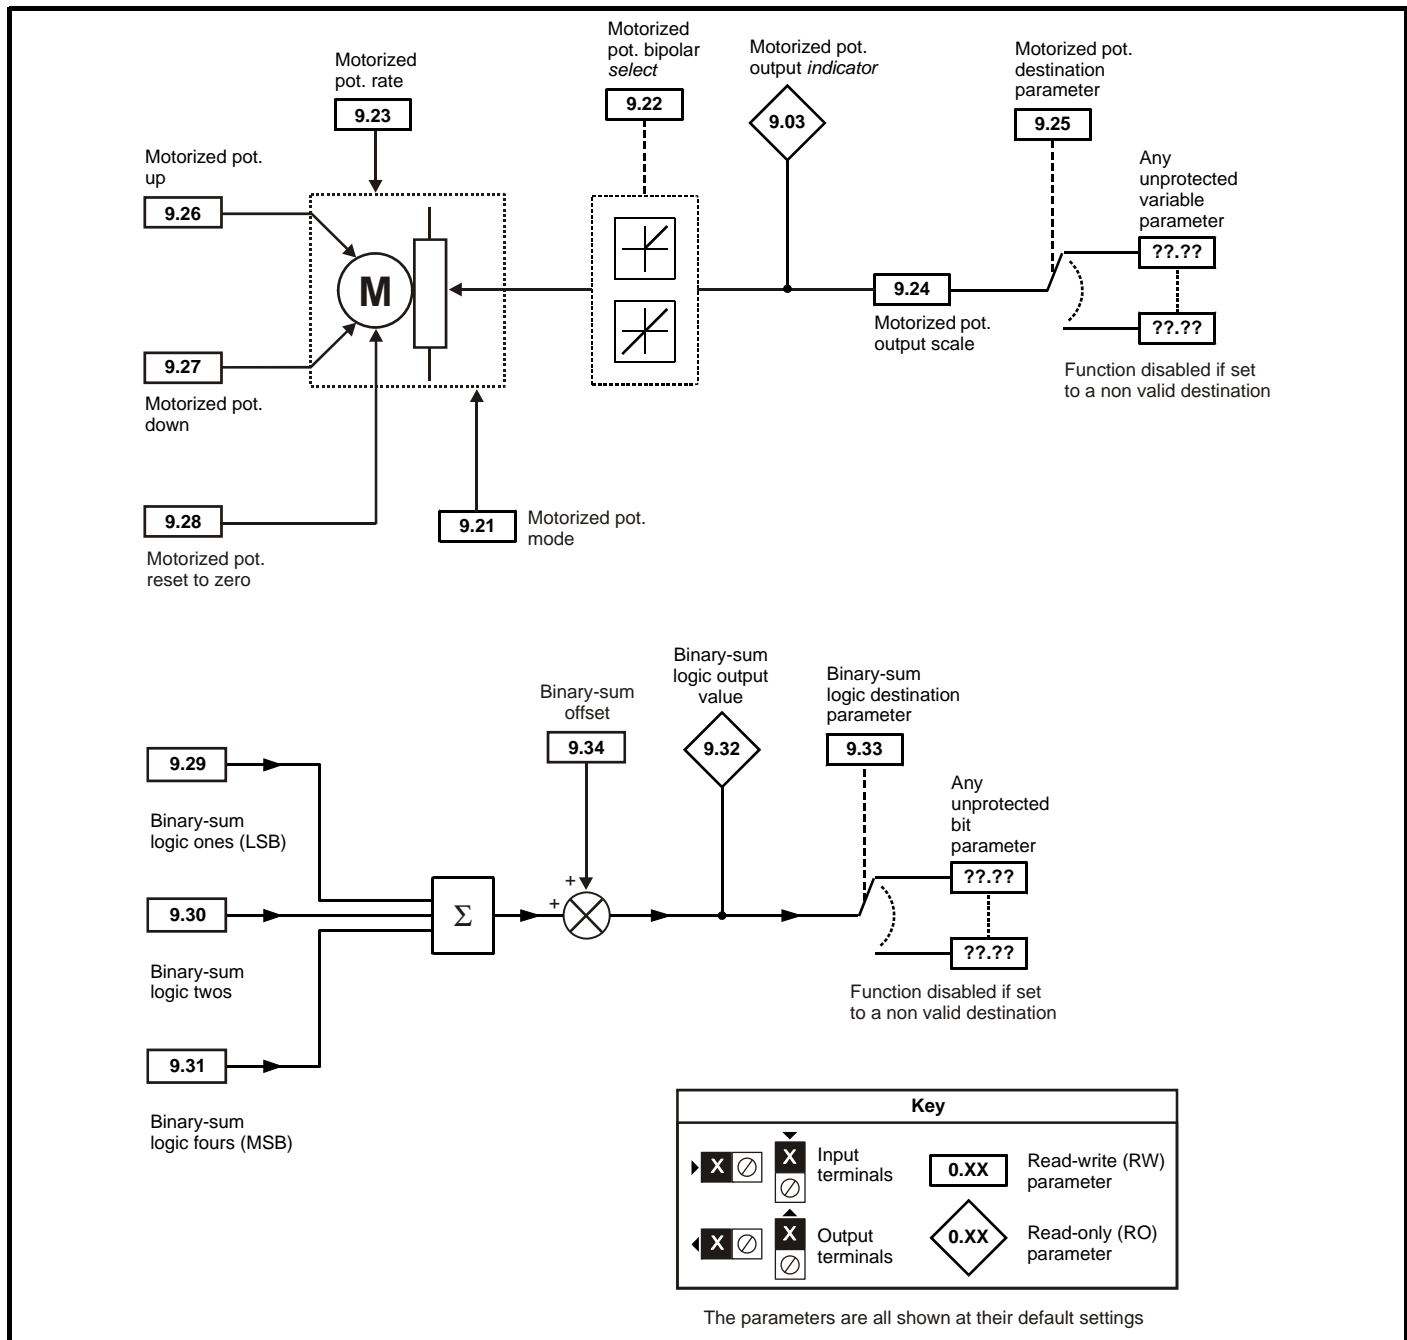 Motorized
pot. rate
9.23
Motorized
pot. bipolar
select
9.22
Motorized pot.
output indicator
9.03
Motorized pot.
destination
parameter
9.25
Motorized pot.
up
9.26
M
Any
unprotected
variable
parameter
??.??
??.??
9.24
Motorized pot.
output scale
Function disabled if set
to a non valid destination
9.27
Motorized pot.
down
9.28
Motorized pot.
reset to zero
9.21
Motorized pot.
mode
Binary-sum
offset
9.34
Binary-sum
logic output
value
9.32
Binary-sum
logic destination
parameter
9.33
9.29
Binary-sum
logic ones (LSB)
9.30
Binary-sum
logic twos
9.31
Binary-sum
logic fours (MSB)
Σ
+
+
Any
unprotected
bit
parameter
??.??
??.??
Function disabled if set
to a non valid destination
Key
X
X
Input
terminals
0.XX
Read-write (RW)
parameter
X
X
Output
terminals
0.XX
Read-only (RO)
parameter
The parameters are all shown at their default settings